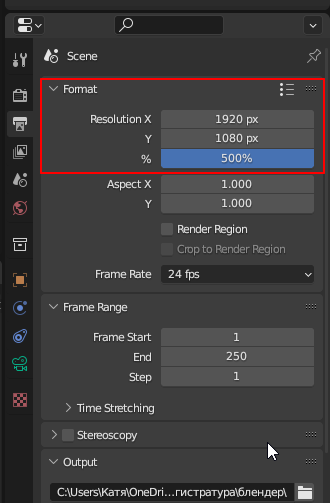 Scene
Format
Resolution X 1920 px
Y 1080 px
% 500%
Aspect X 1.000
Y 1.000
Render Region
Crop to Render Region
Frame Rate 24 fps
Frame Range
Frame Start 1
End 250
Step 1
Time Stretching
Stereoscopy
Output
C:\Users\Катя\OneDri...гистратура\блендер\